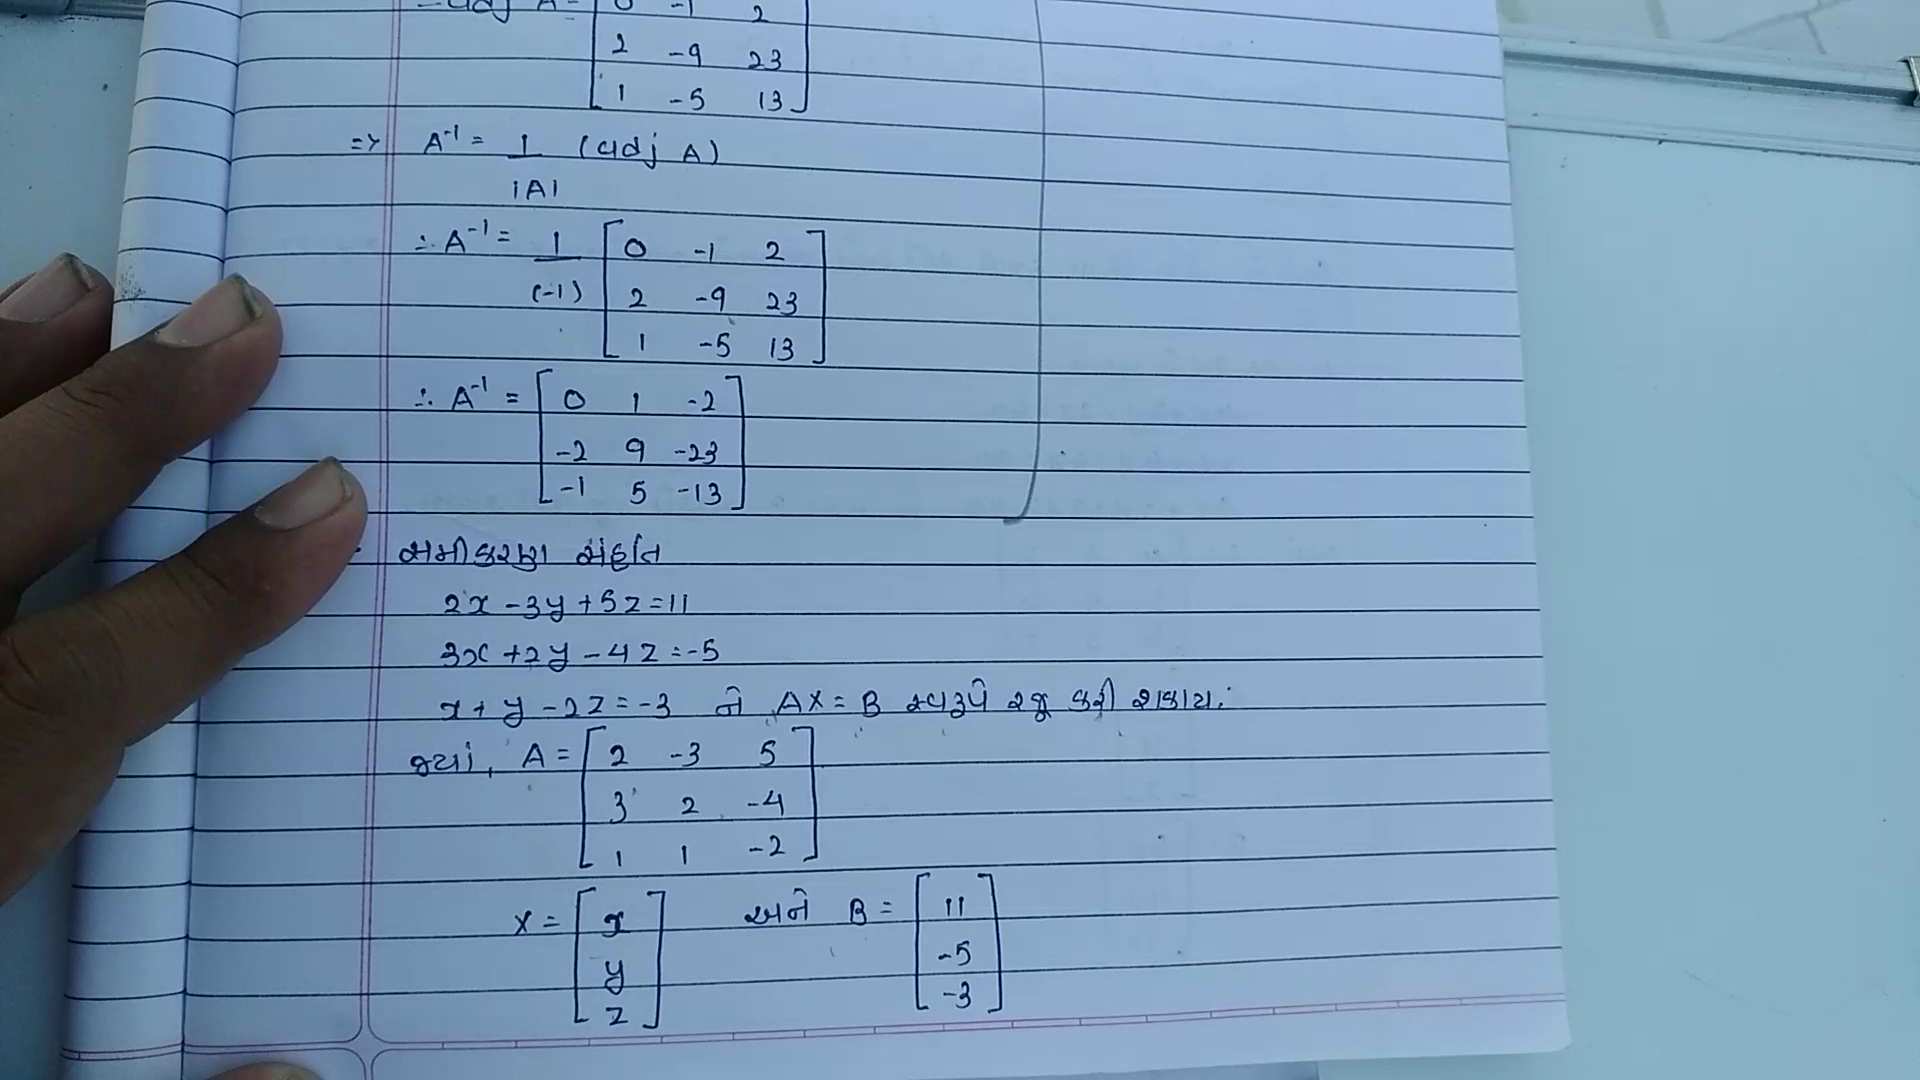 adj A = [ 0 -1 2
2 -9 23
1 -5 13 ]
=> A⁻¹ = 1 (adj A)
|A|
∴ A⁻¹ = 1 [ 0 -1 2
(-1) 2 -9 23
1 -5 13 ]
∴ A⁻¹ = [ 0 1 -2
-2 9 -23
-1 5 -13 ]
સમીકરણ સંહતિ
2x - 3y + 5z = 11
3x + 2y - 4z = -5
x + y - 2z = -3 ને AX = B સ્વરૂપે રજૂ કરી શકાય.
જ્યાં, A = [ 2 -3 5
3 2 -4
1 1 -2 ]
X = [ x અને B = [ 11
y -5
z ] -3 ]